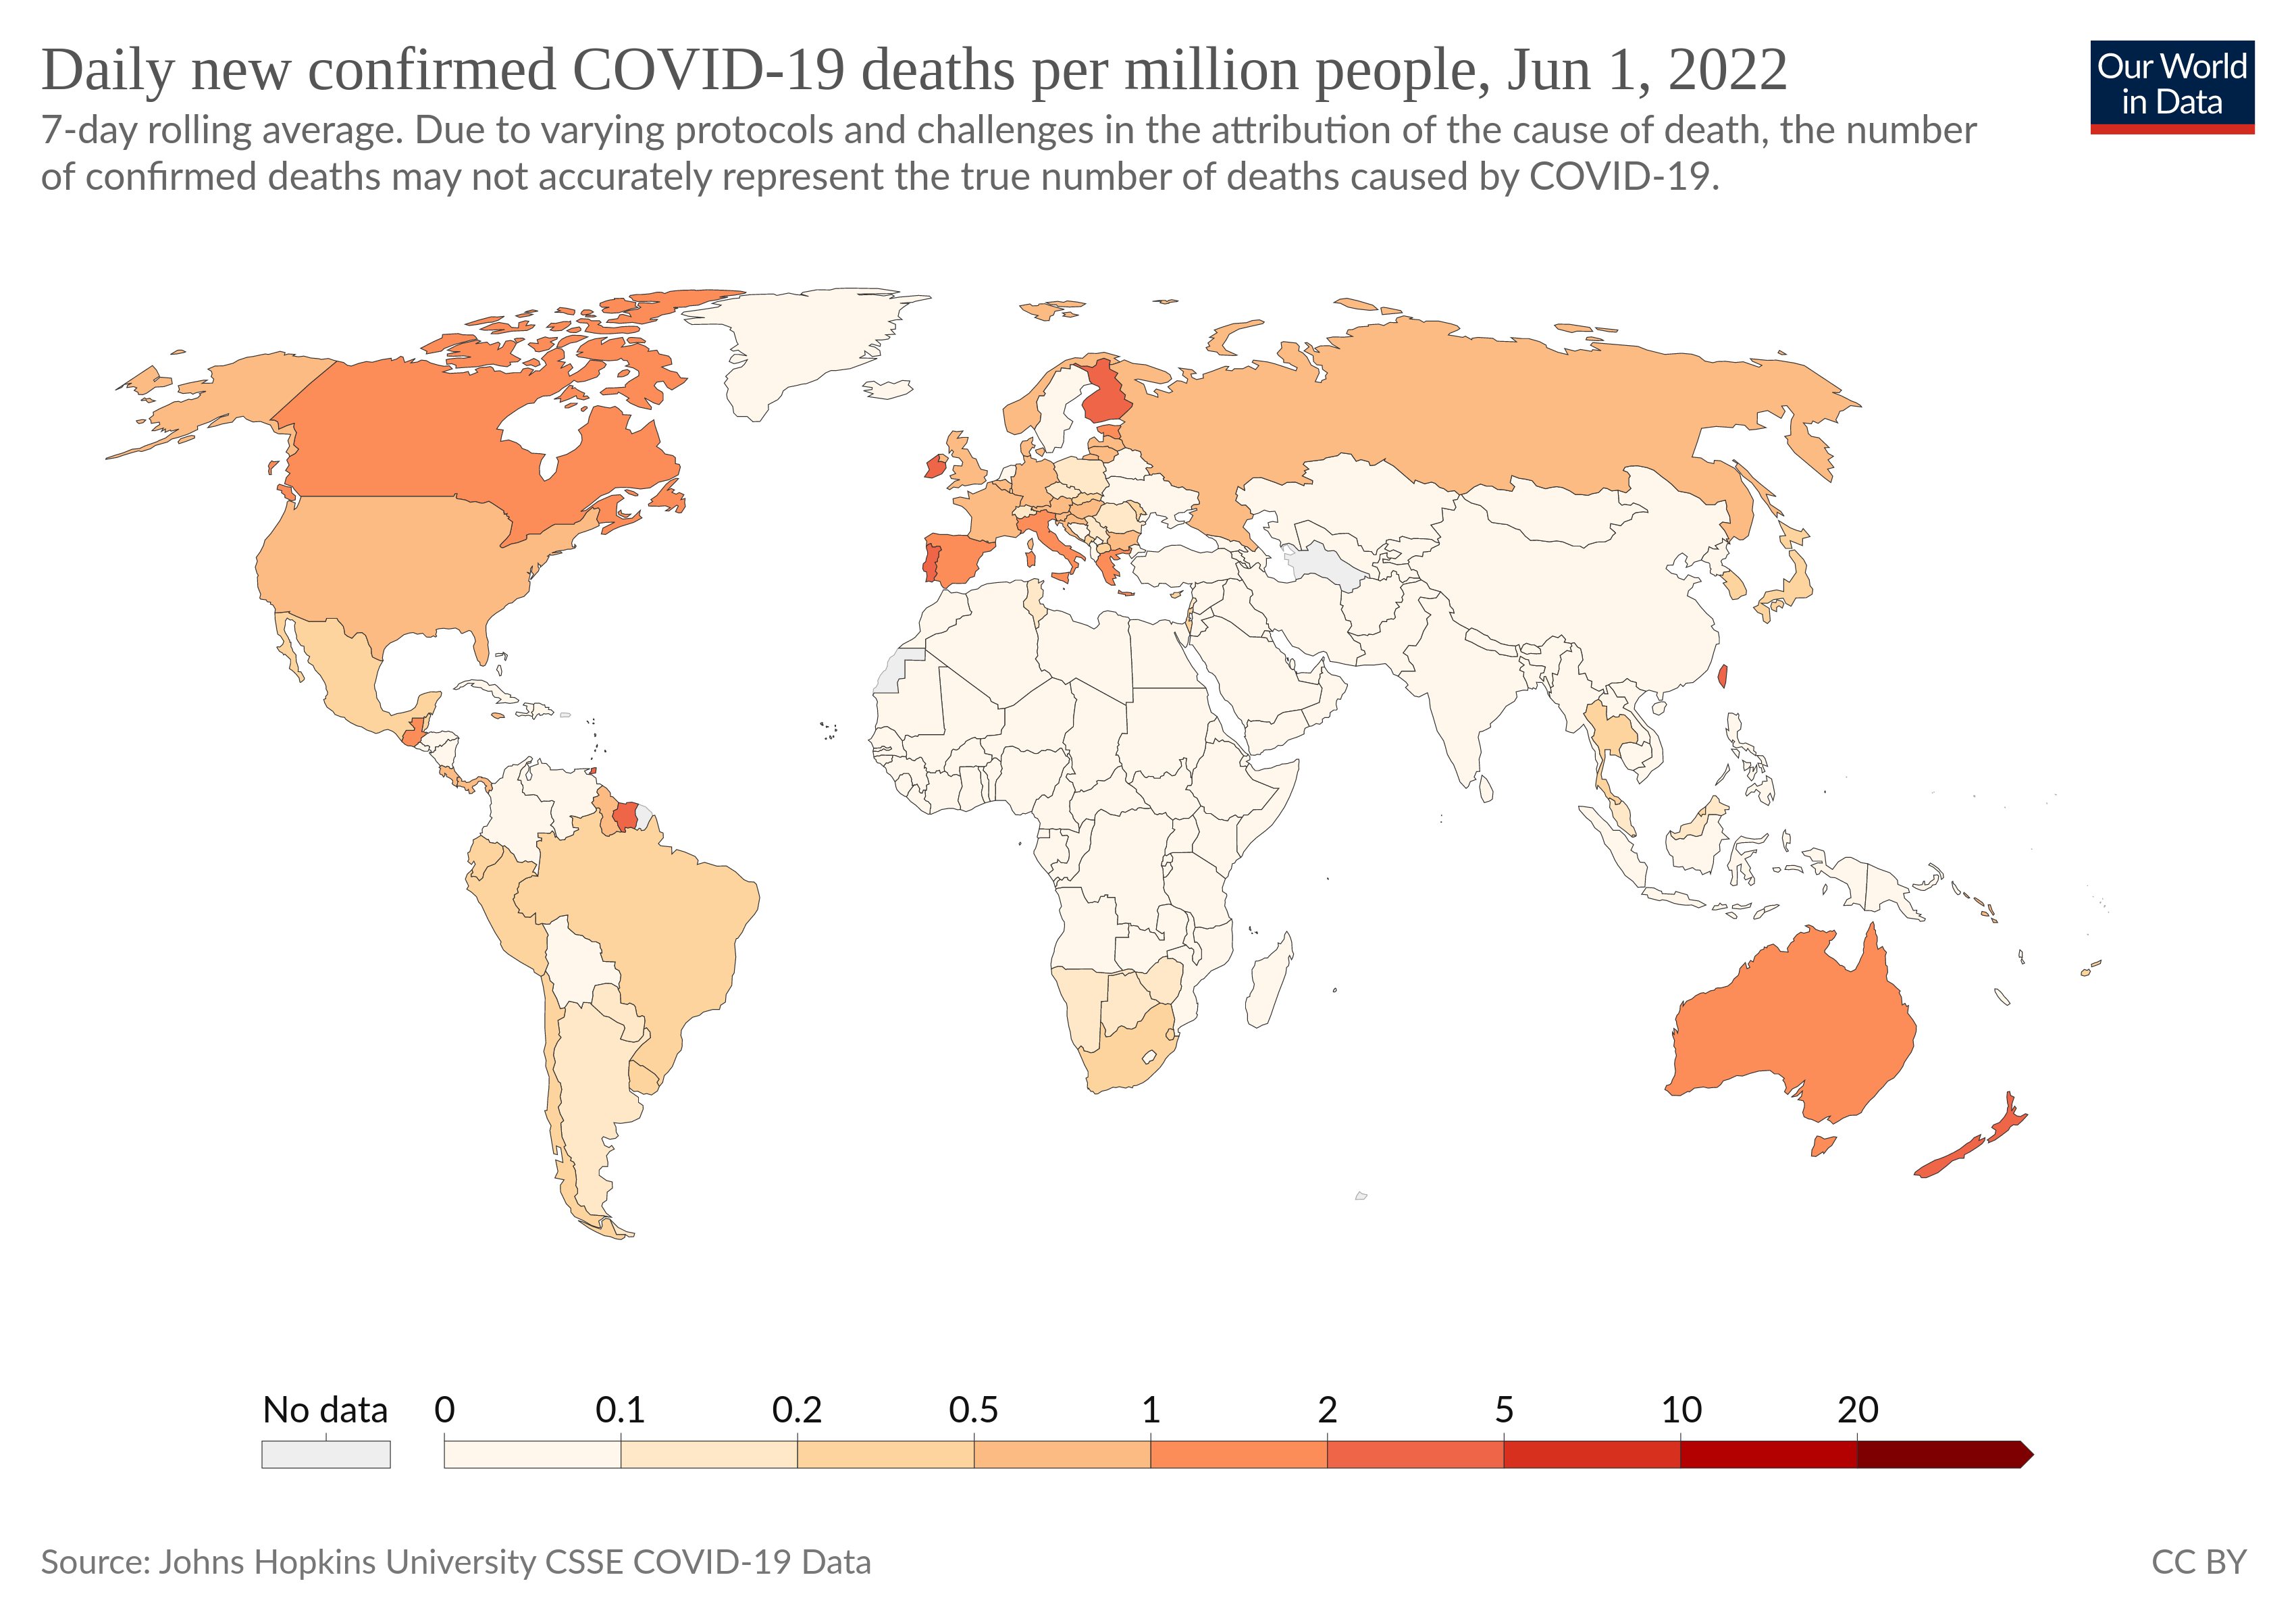 Daily new confirmed COVID-19 deaths per million people, Jun 1, 2022
Our World
in Data
7-day rolling average. Due to varying protocols and challenges in the attribution of the cause of death, the number
of confirmed deaths may not accurately represent the true number of deaths caused by COVID-19.
No data 0 0.1 0.2 0.5 1 2 5 10 20
Source: Johns Hopkins University CSSE COVID-19 Data
CC BY